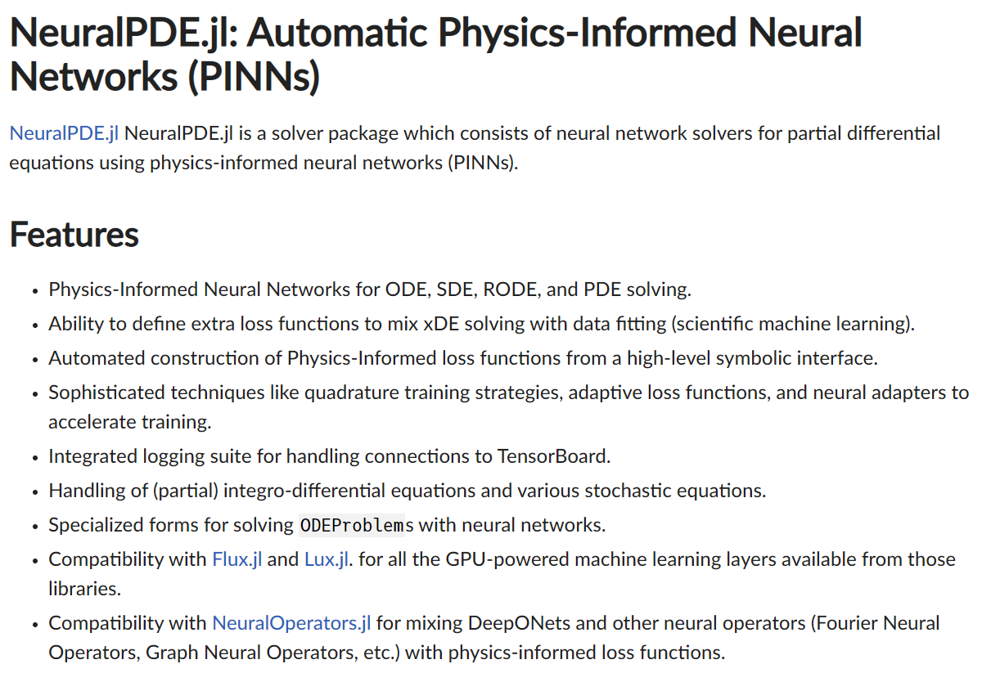 NeuralPDE.jl: Automatic Physics-Informed Neural
Networks (PINNs)
NeuralPDE.jl NeuralPDE.jl is a solver package which consists of neural network solvers for partial differential
equations using physics-informed neural networks (PINNs).
Features
• Physics-Informed Neural Networks for ODE, SDE, RODE, and PDE solving.
• Ability to define extra loss functions to mix xDE solving with data fitting (scientific machine learning).
• Automated construction of Physics-Informed loss functions from a high-level symbolic interface.
• Sophisticated techniques like quadrature training strategies, adaptive loss functions, and neural adapters to
accelerate training.
• Integrated logging suite for handling connections to TensorBoard.
• Handling of (partial) integro-differential equations and various stochastic equations.
• Specialized forms for solving ODEProblems with neural networks.
• Compatibility with Flux.jl and Lux.jl. for all the GPU-powered machine learning layers available from those
libraries.
• Compatibility with NeuralOperators.jl for mixing DeepONets and other neural operators (Fourier Neural
Operators, Graph Neural Operators, etc.) with physics-informed loss functions.